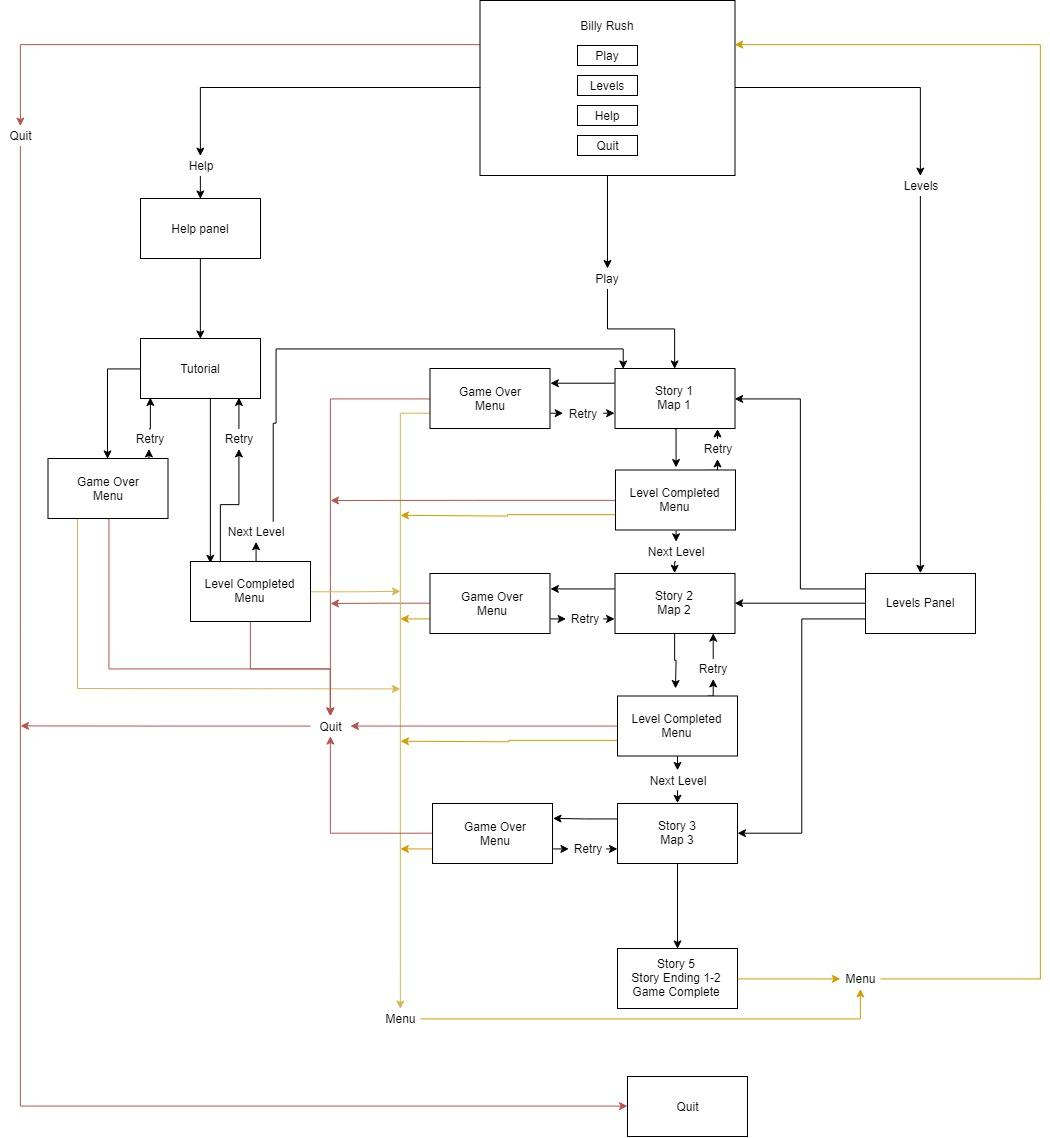 Billy Rush
Play
Levels
Help
Quit
Quit
Help
Levels
Help panel
Play
Tutorial
Game Over
Menu
Story 1
Map 1
Retry
Retry
Retry
Retry
Game Over
Menu
Level Completed
Menu
Next Level
Next Level
Level Completed
Menu
Game Over
Menu
Story 2
Map 2
Levels Panel
Retry
Retry
Quit
Level Completed
Menu
Next Level
Game Over
Menu
Story 3
Map 3
Retry
Story 5
Story Ending 1-2
Game Complete
Menu
Menu
Quit